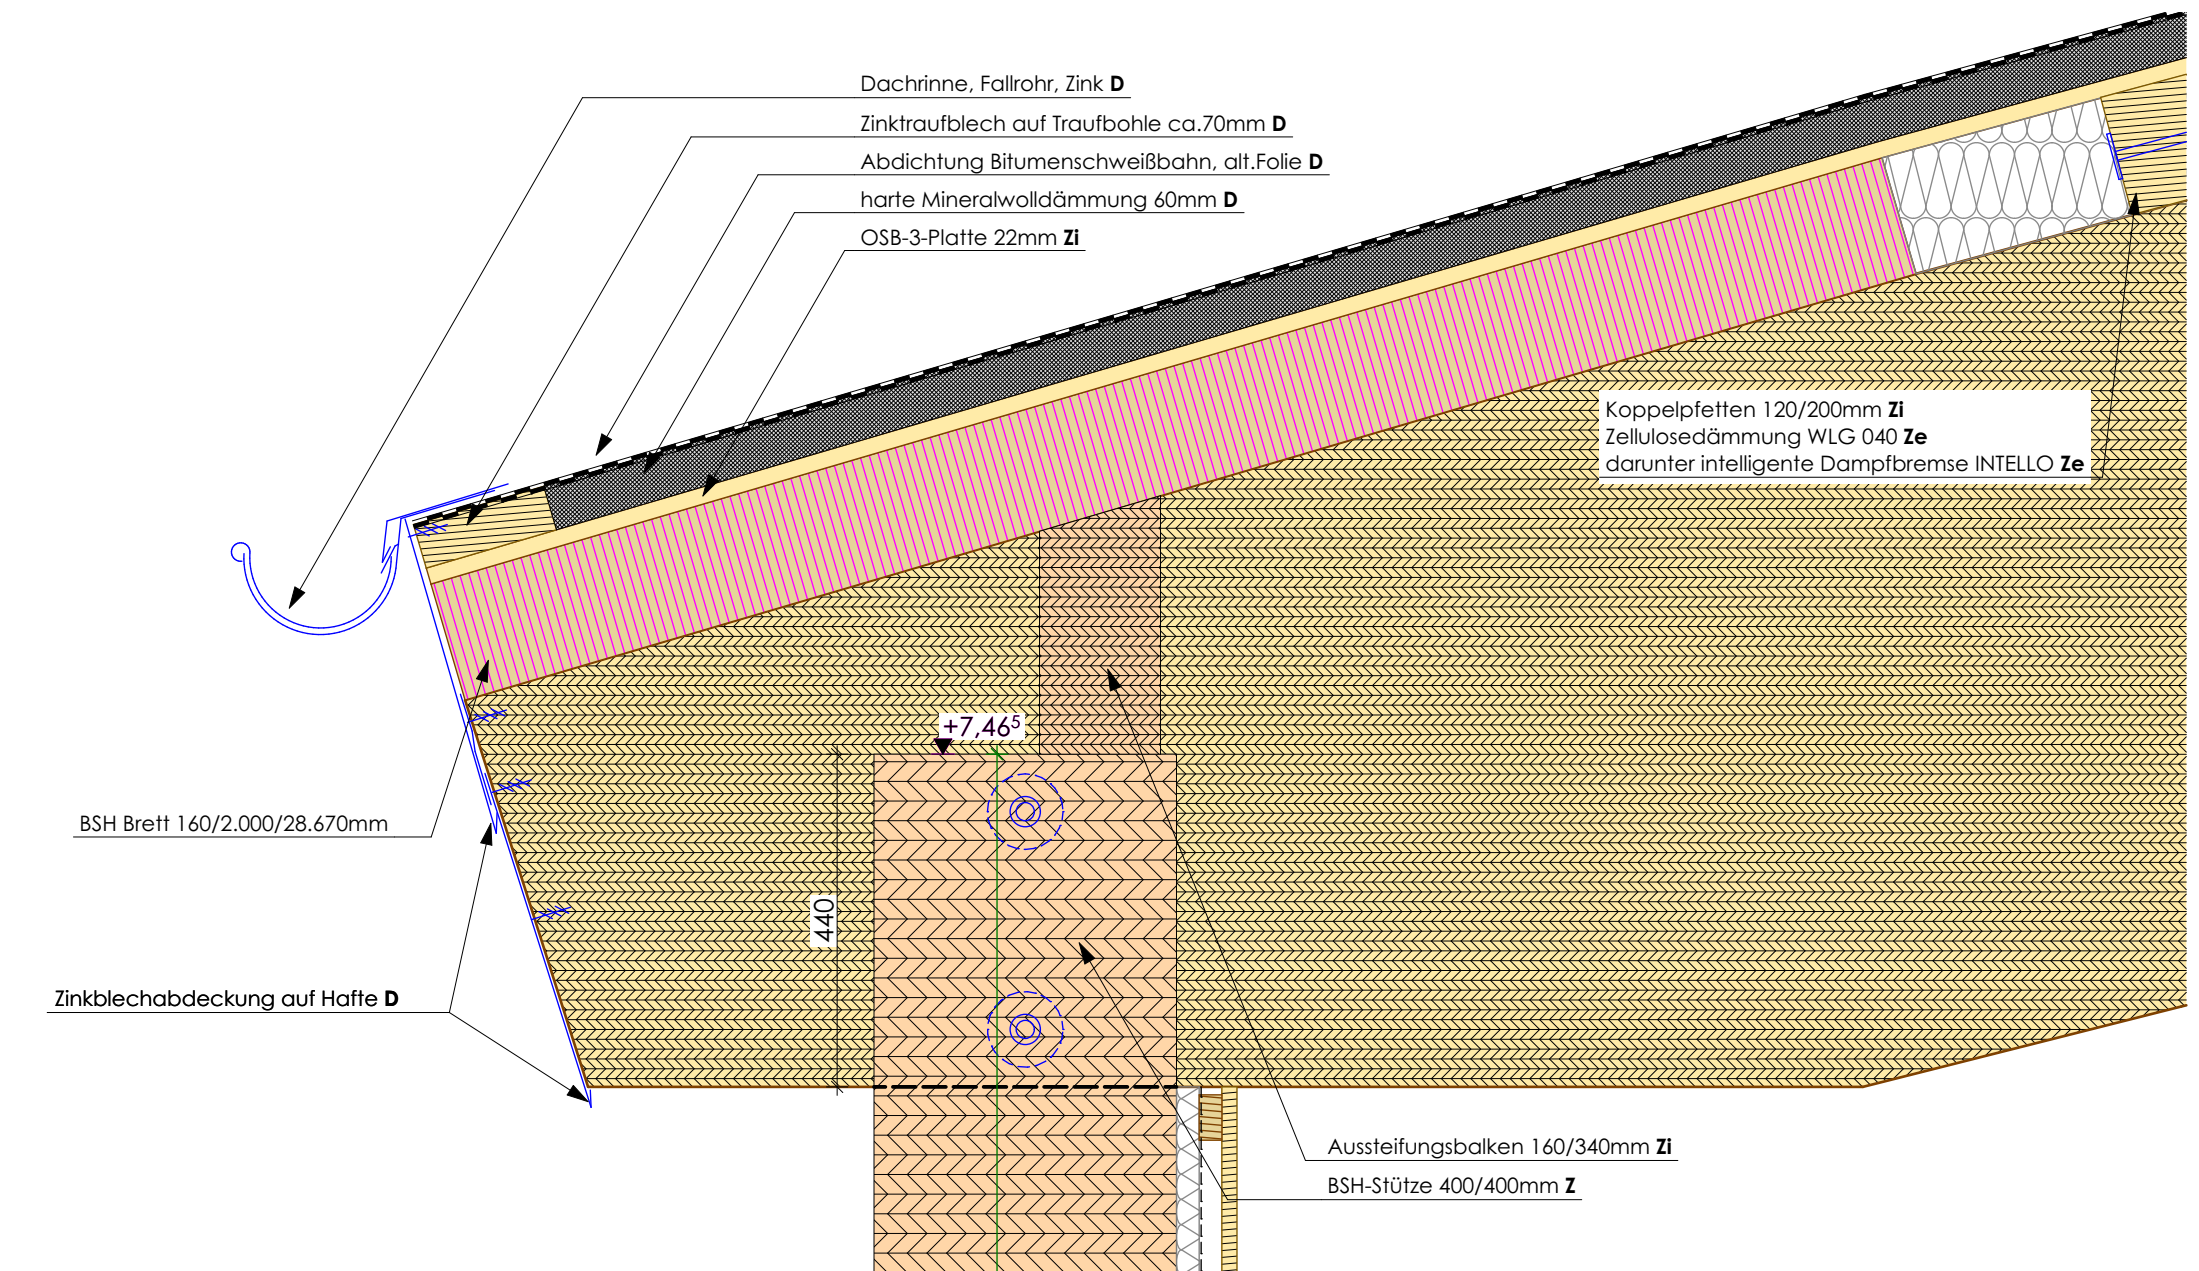 Dachrinne, Fallrohr, Zink D
Zinktraufblech auf Traufbohle ca.70mm D
Abdichtung Bitumenschweißbahn, alt.Folie D
harte Mineralwolldämmung 60mm D
OSB-3-Platte 22mm Zi
Koppelpfetten 120/200mm Zi
Zellulosedämmung WLG 040 Ze
darunter intelligente Dampfbremse INTELLO Ze
+7,46⁵
BSH Brett 160/2.000/28.670mm
440
Zinkblechabdeckung auf Hafte D
Aussteifungsbalken 160/340mm Zi
BSH-Stütze 400/400mm Z